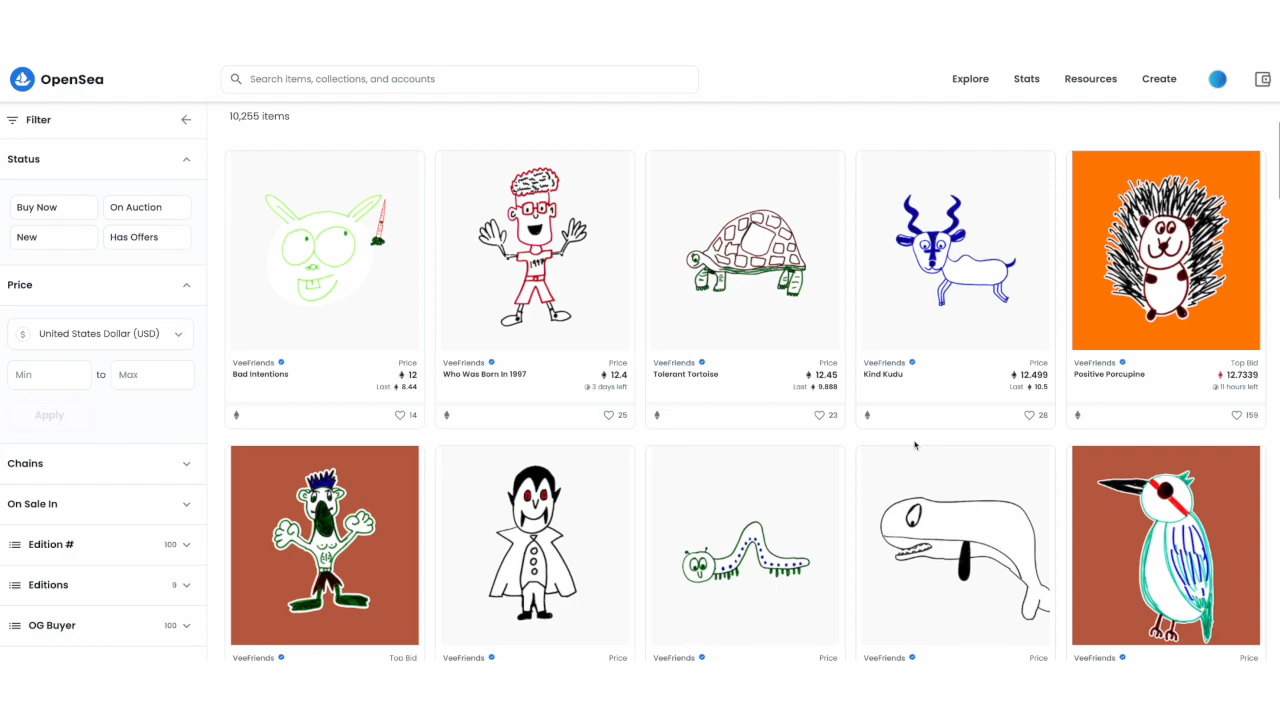 OpenSea
Search items, collections, and accounts
Explore
Stats
Resources
Create
Filter
10,255 items
Status
Buy Now
On Auction
New
Has Offers
Price
$ United States Dollar (USD)
Min to Max
Apply
Chains
On Sale In
Edition # 100
Editions 9
OG Buyer 100
1997
VeeFriends Price
Bad Intentions 12
Last 8.44
14
VeeFriends Price
Who Was Born In 1997 12.4
3 days left
25
VeeFriends Price
Tolerant Tortoise 12.45
Last 9.888
23
VeeFriends Price
Kind Kudu 12.499
Last 10.5
28
VeeFriends Top Bid
Positive Porcupine 12.7339
11 hours left
159
VeeFriends Top Bid
VeeFriends Price
VeeFriends Price
VeeFriends Price
VeeFriends Price